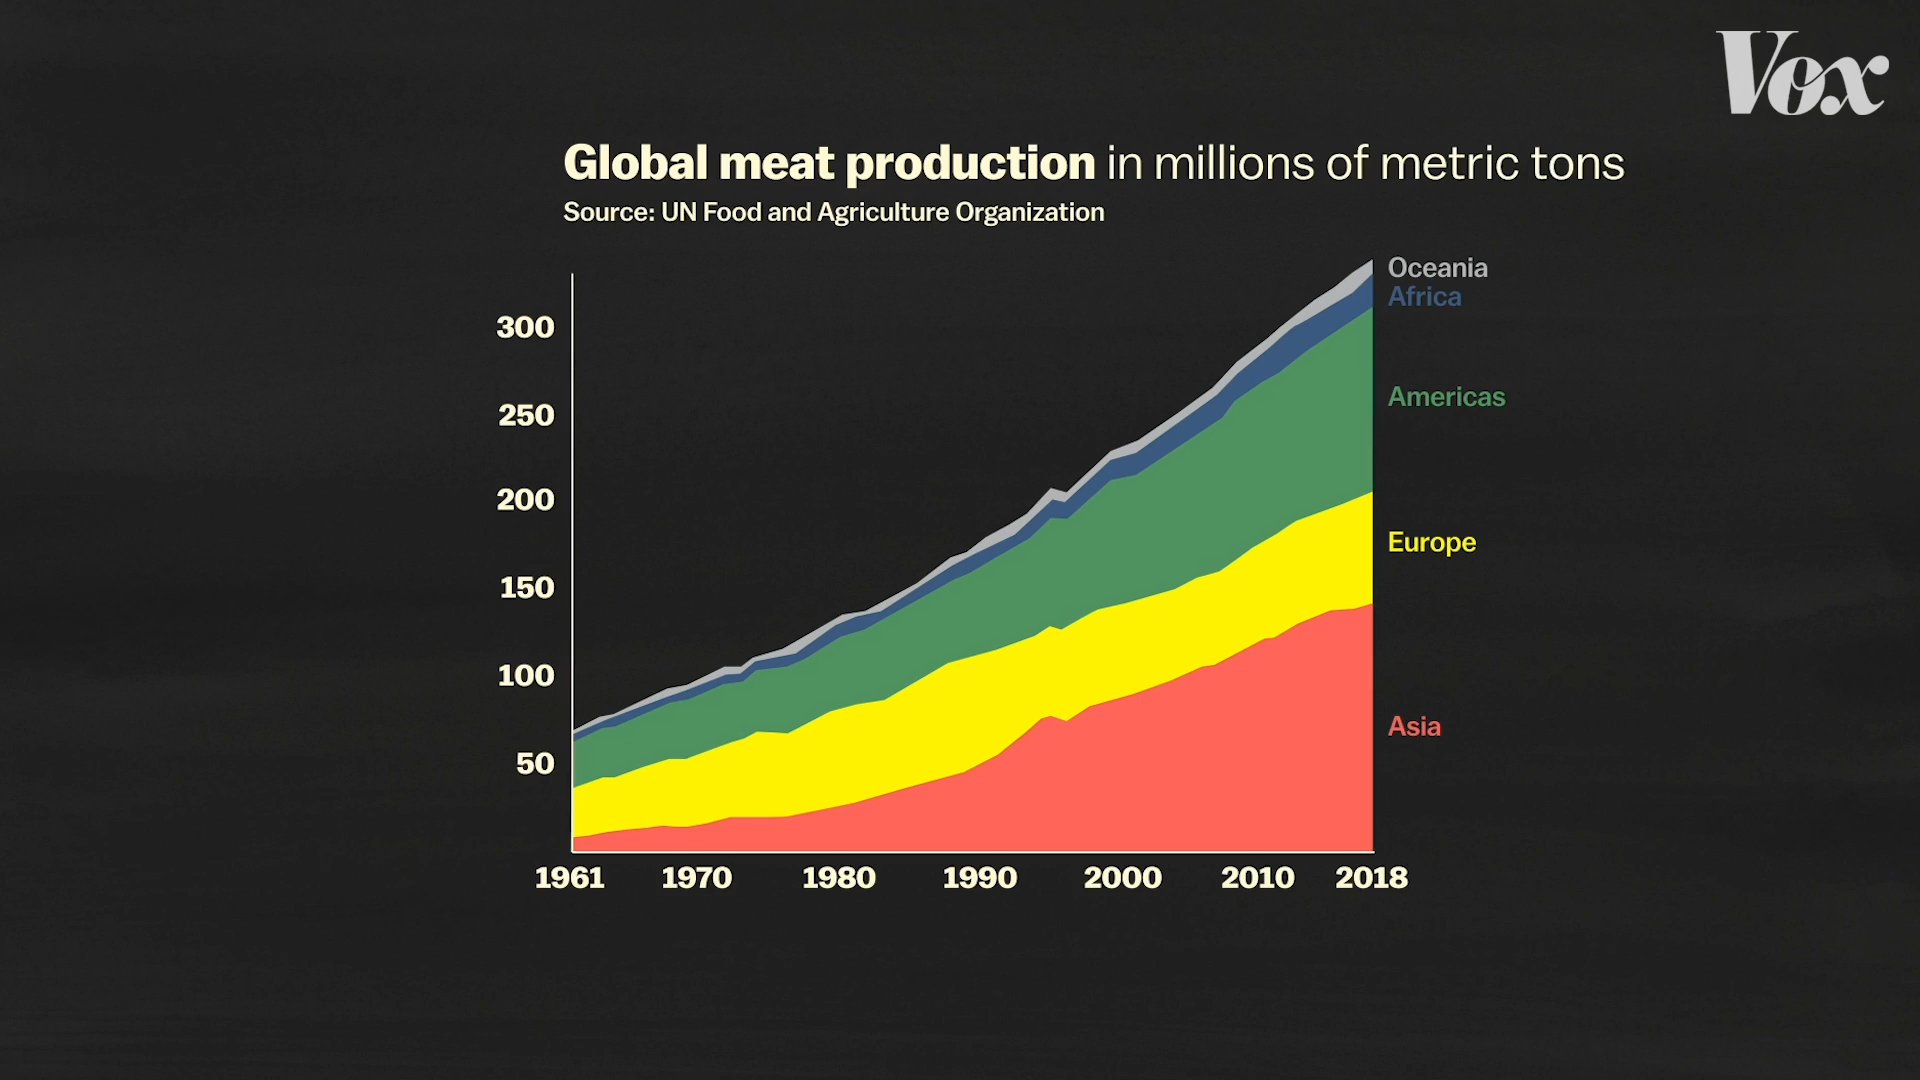 Vox
Global meat production in millions of metric tons
Source: UN Food and Agriculture Organization
Oceania
Africa
300
Americas
250
200
Europe
150
100
Asia
50
1961 1970 1980 1990 2000 2010 2018